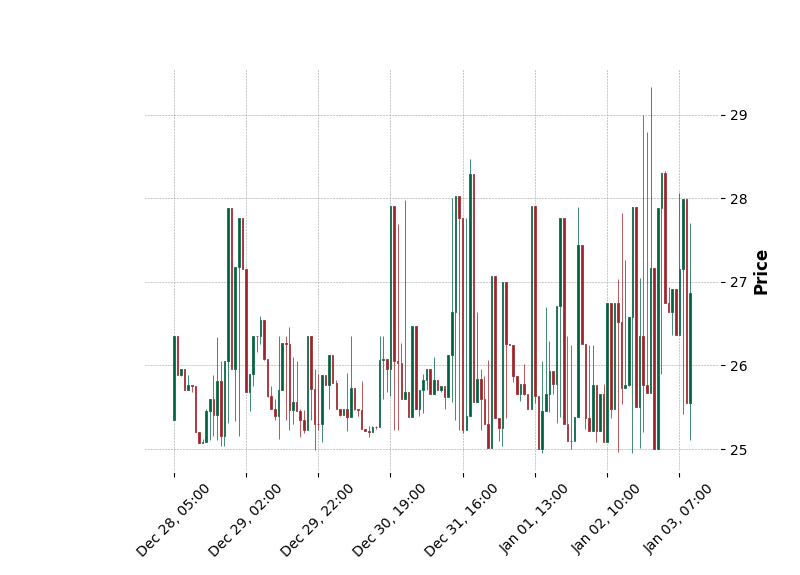 29
28
27
26
25
Price
Dec 28, 05:00
Dec 29, 02:00
Dec 29, 22:00
Dec 30, 19:00
Dec 31, 16:00
Jan 01, 13:00
Jan 02, 10:00
Jan 03, 07:00